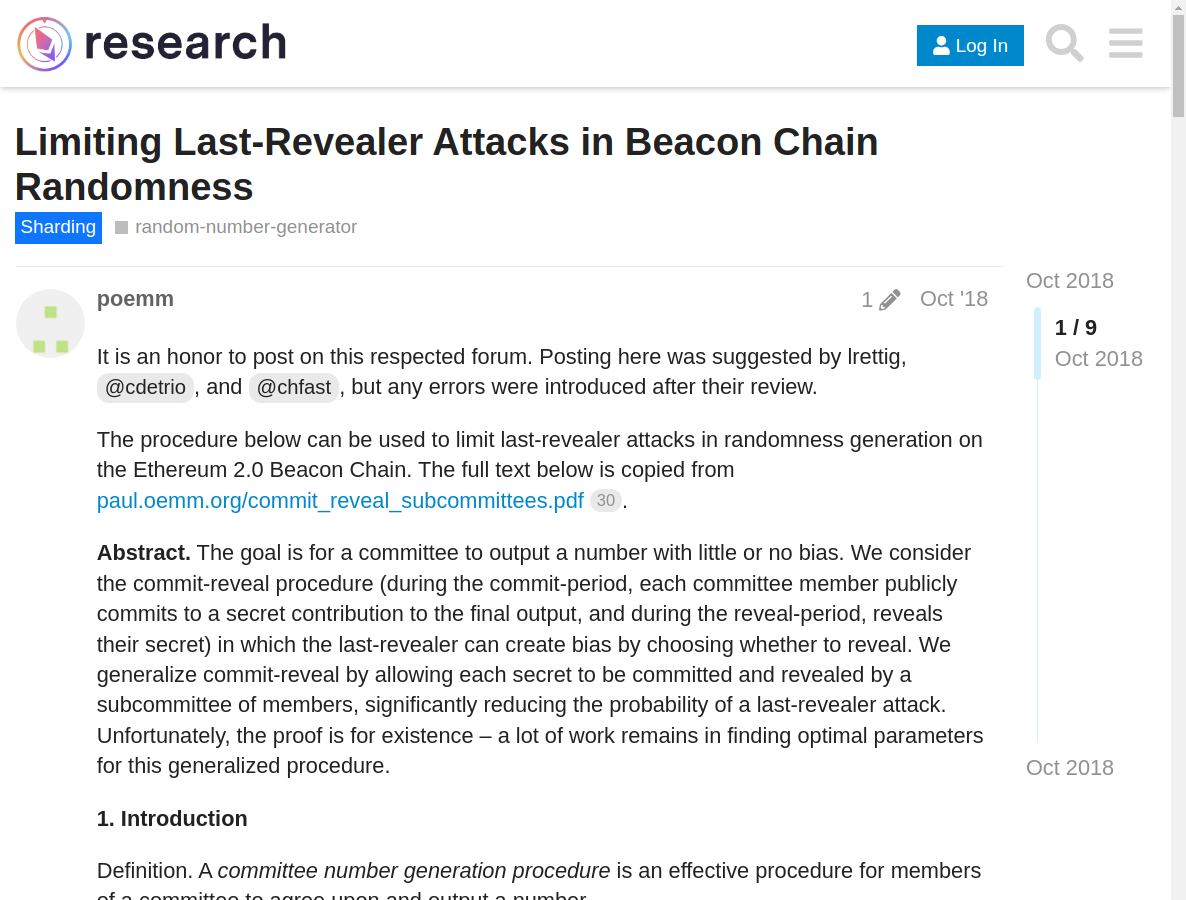 research
Log In
Limiting Last-Revealer Attacks in Beacon Chain
Randomness
Sharding random-number-generator
poemm 1 Oct '18
It is an honor to post on this respected forum. Posting here was suggested by lrettig,
@cdetrio, and @chfast, but any errors were introduced after their review.
The procedure below can be used to limit last-revealer attacks in randomness generation on
the Ethereum 2.0 Beacon Chain. The full text below is copied from
paul.oemm.org/commit_reveal_subcommittees.pdf 30.
Abstract. The goal is for a committee to output a number with little or no bias. We consider
the commit-reveal procedure (during the commit-period, each committee member publicly
commits to a secret contribution to the final output, and during the reveal-period, reveals
their secret) in which the last-revealer can create bias by choosing whether to reveal. We
generalize commit-reveal by allowing each secret to be committed and revealed by a
subcommittee of members, significantly reducing the probability of a last-revealer attack.
Unfortunately, the proof is for existence – a lot of work remains in finding optimal parameters
for this generalized procedure.
1. Introduction
Definition. A committee number generation procedure is an effective procedure for members
of a committee to agree upon and output a number.
Oct 2018
1 / 9
Oct 2018
Oct 2018